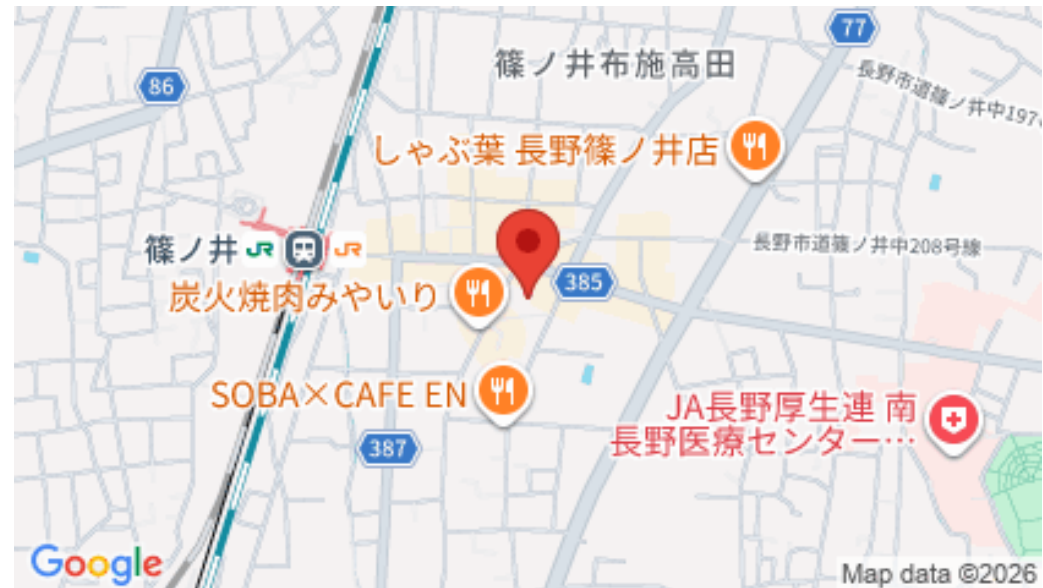 77
篠ノ井布施高田
86
長野市道篠ノ井中197
しゃぶ葉 長野篠ノ井店
篠ノ井 JR JR
長野市道篠ノ井中208号線
385
炭火焼肉みやいり
SOBA×CAFE EN
JA長野厚生連 南
長野医療センター…
387
Google
Map data ©2026